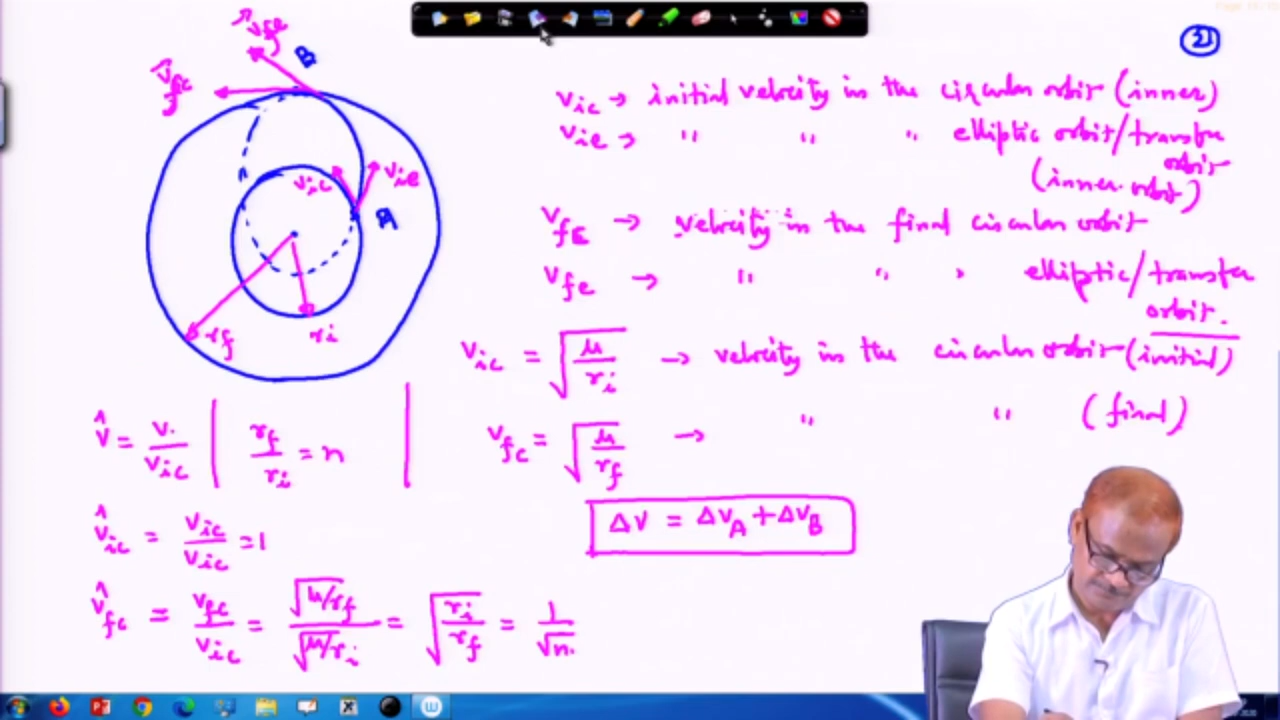 21
v_fe
B
v_fc
v_ic
v_ie
A
r_f
r_i
v_ic → initial velocity in the circular orbit (inner)
v_ie → " " " elliptic orbit/transfer orbit
(inner orbit)
v_fc → velocity in the final circular orbit
v_fe → " " " elliptic/transfer
orbit.
v_ic = √(μ/r_i) → velocity in the circular orbit (initial)
v_fc = √(μ/r_f) → " " (final)
v̂ = v/v_ic | r_f/r_i = n |
ΔV = ΔV_A + ΔV_B
v̂_ic = v_ic/v_ic = 1
v̂_fc = v_fc/v_ic = √(μ/r_f)/√(μ/r_i) = √(r_i/r_f) = 1/√n.